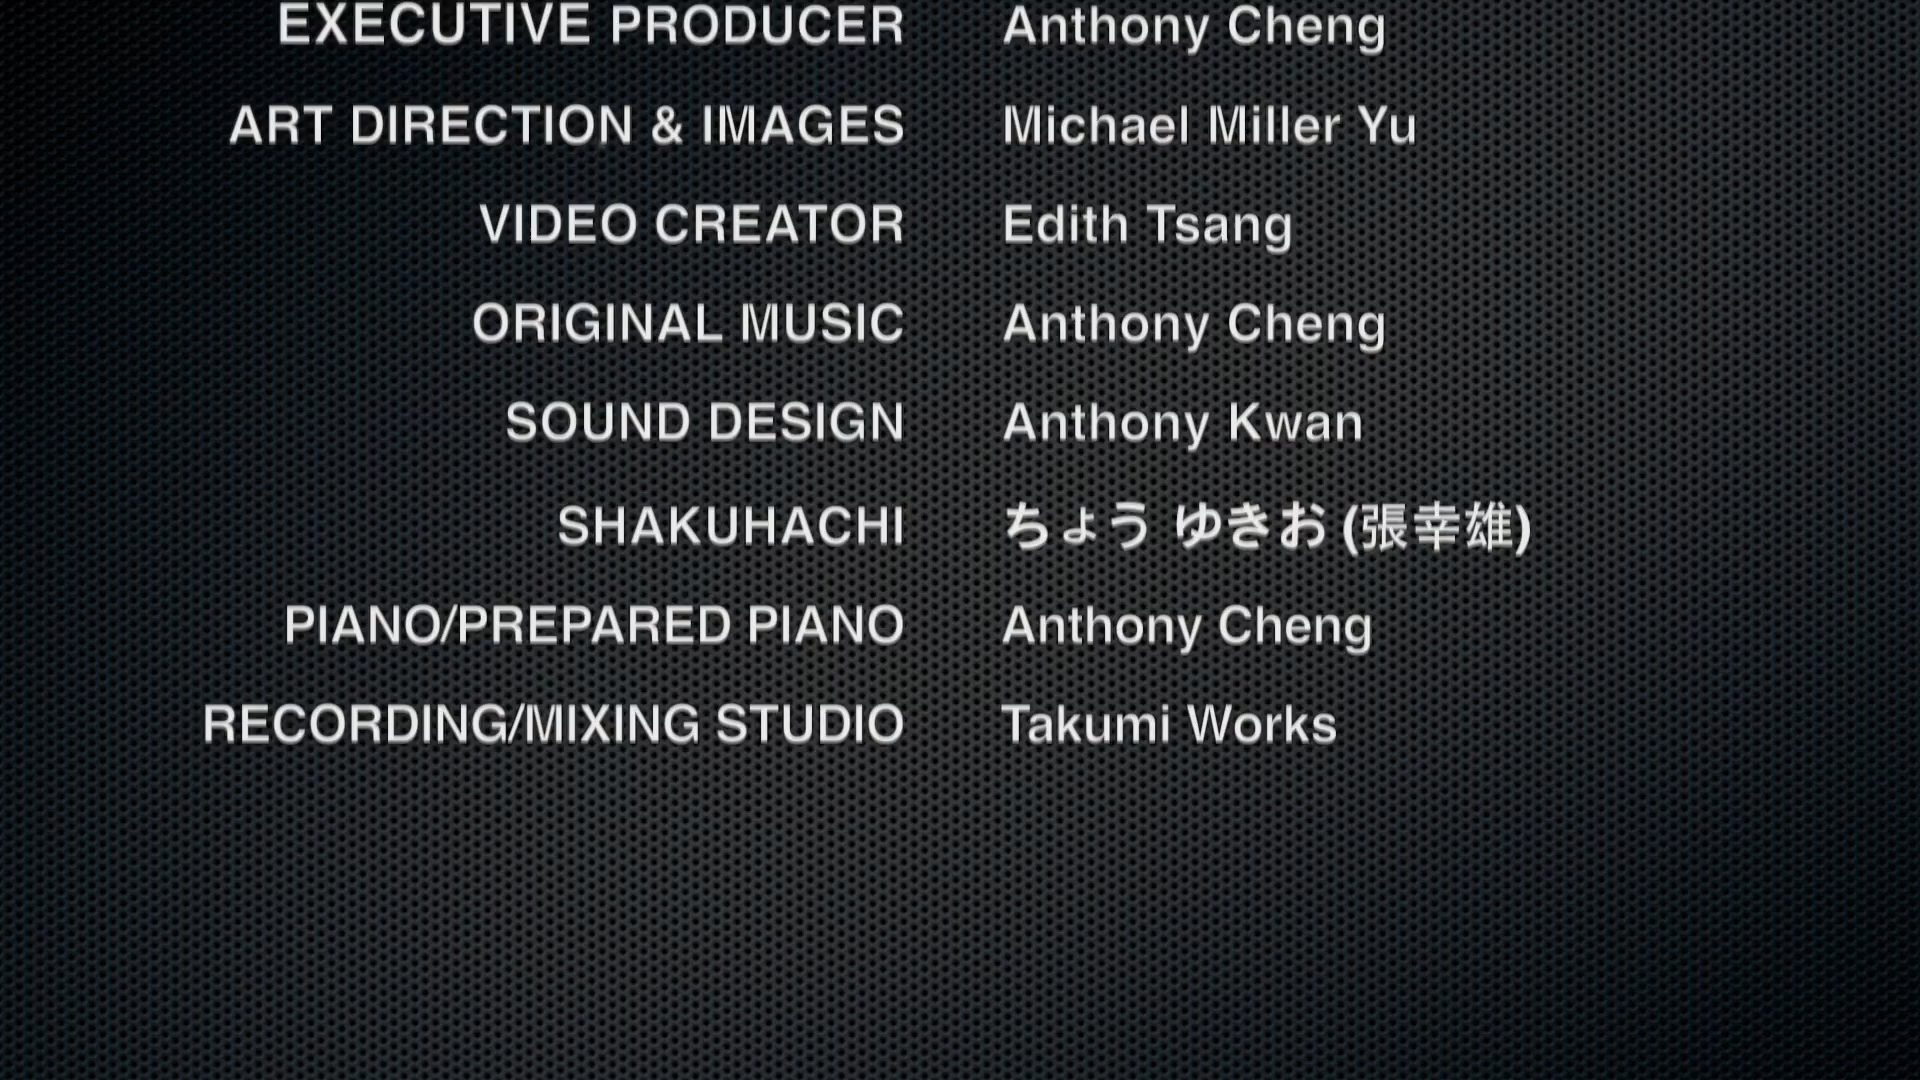 EXECUTIVE PRODUCER Anthony Cheng
ART DIRECTION & IMAGES Michael Miller Yu
VIDEO CREATOR Edith Tsang
ORIGINAL MUSIC Anthony Cheng
SOUND DESIGN Anthony Kwan
SHAKUHACHI ちょう ゆきお (張幸雄)
PIANO/PREPARED PIANO Anthony Cheng
RECORDING/MIXING STUDIO Takumi Works